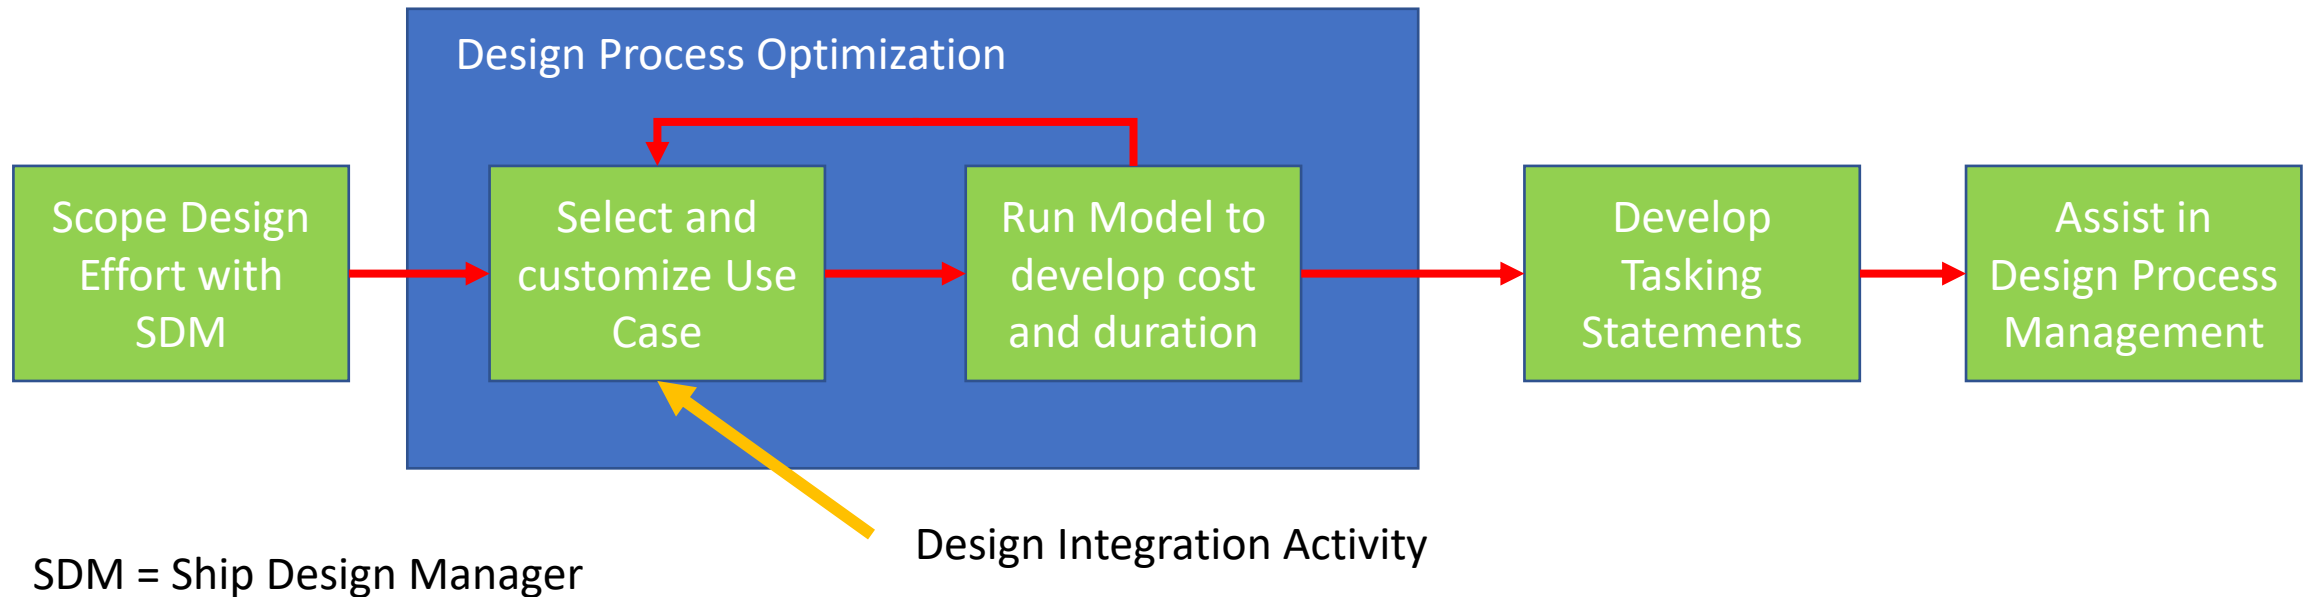 Design Process Optimization
Scope Design
Effort with
SDM
Select and
customize Use
Case
Run Model to
develop cost
and duration
Develop
Tasking
Statements
Assist in
Design Process
Management
Design Integration Activity
SDM = Ship Design Manager